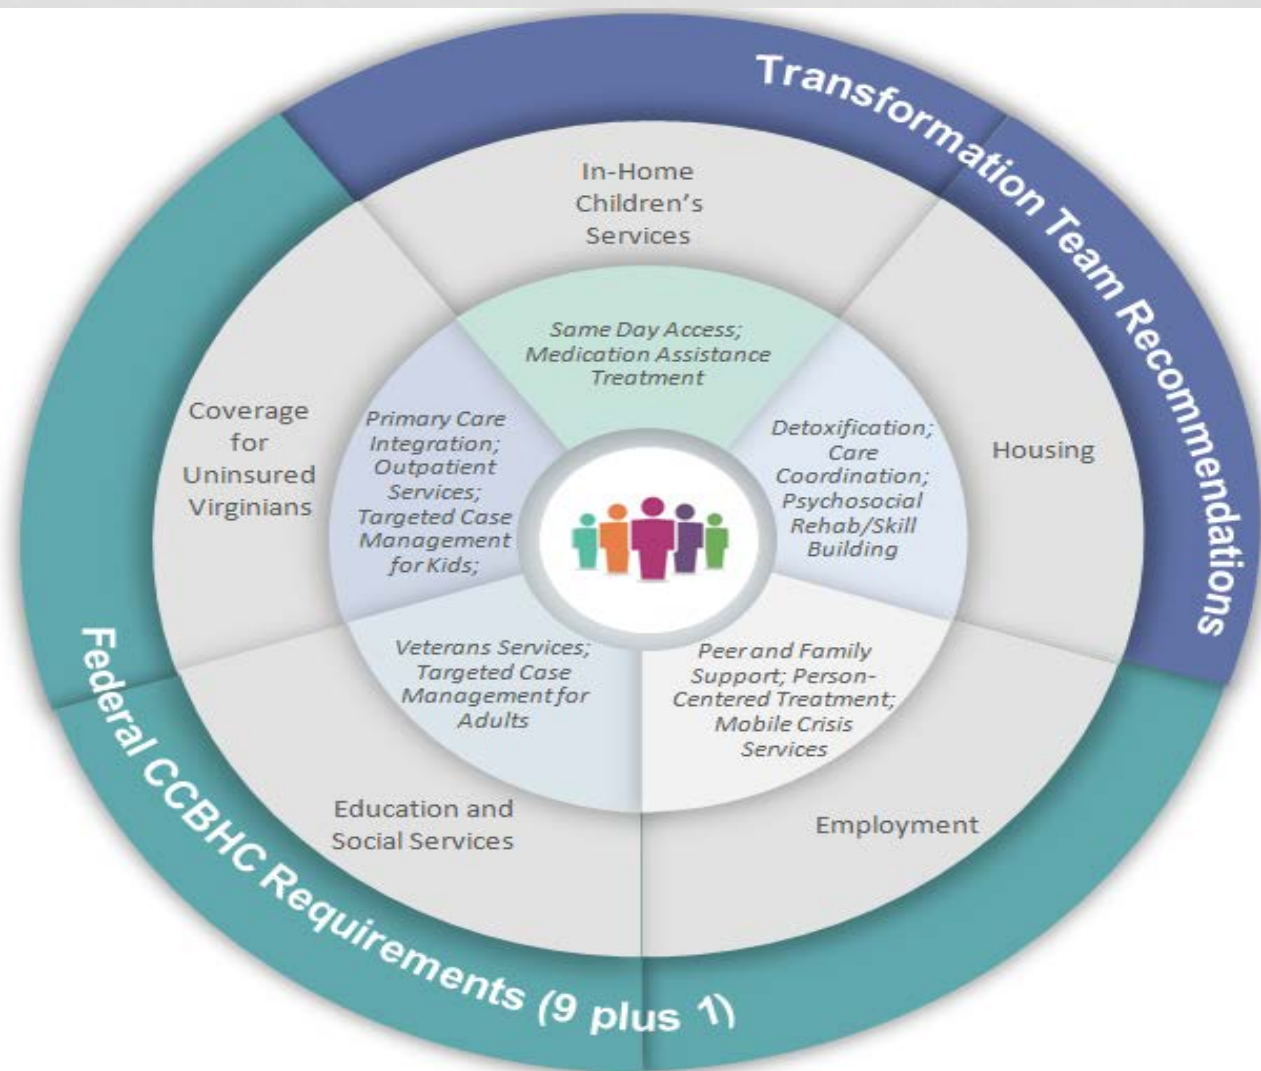 Transformation Team Recommendations
In-Home
Children's
Services
Same Day Access;
Medication Assistance
Treatment
Coverage
for
Uninsured
Virginians
Primary Care
Integration;
Outpatient
Services;
Targeted Case
Management
for Kids;
Detoxification;
Care
Coordination;
Psychosocial
Rehab/Skill
Building
Housing
Veterans Services;
Targeted Case
Management for
Adults
Peer and Family
Support; Person-
Centered Treatment;
Mobile Crisis
Services
Education and
Social Services
Employment
Federal CCBHC Requirements (9 plus 1)